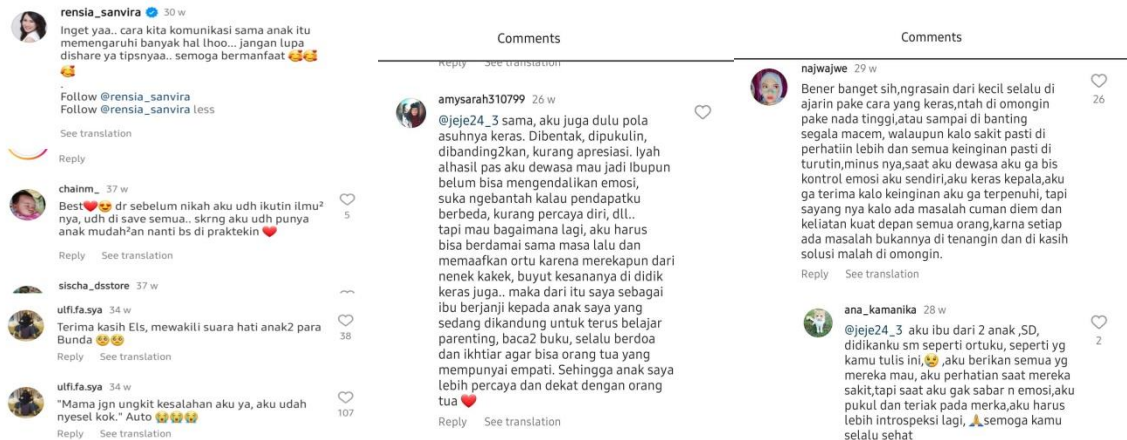 rensia_sanvira 30 w
Inget yaa.. cara kita komunikasi sama anak itu
memengaruhi banyak hal lhoo... jangan lupa
dishare ya tipsnyaa.. semoga bermanfaat 🥰🥰
🥰
.
Follow @rensia_sanvira
Follow @rensia_sanvira less
See translation
Reply
chainm_ 37 w
Best❤️😍 dr sebelum nikah aku udh ikutin ilmu²
nya, udh di save semua.. skrng aku udh punya
anak mudah²an nanti bs di praktekin ❤️
5
Reply See translation
sischa_dsstore 37 w
ulfi.fa.sya 34 w
Terima kasih Els, mewakili suara hati anak2 para
Bunda 🥺🥺
38
Reply See translation
ulfi.fa.sya 34 w
"Mama jgn ungkit kesalahan aku ya, aku udah
nyesel kok." Auto 😭😭😭
107
Reply See translation
Comments
Reply See translation
amysarah310799 26 w
@jeje24_3 sama, aku juga dulu pola
asuhnya keras. Dibentak, dipukulin,
dibanding2kan, kurang apresiasi. Iyah
alhasil pas aku dewasa mau jadi Ibupun
belum bisa mengendalikan emosi,
suka ngebantah kalau pendapatku
berbeda, kurang percaya diri, dll..
tapi mau bagaimana lagi, aku harus
bisa berdamai sama masa lalu dan
memaafkan ortu karena merekapun dari
nenek kakek, buyut kesananya di didik
keras juga.. maka dari itu saya sebagai
ibu berjanji kepada anak saya yang
sedang dikandung untuk terus belajar
parenting, baca2 buku, selalu berdoa
dan ikhtiar agar bisa orang tua yang
mempunyai empati. Sehingga anak saya
lebih percaya dan dekat dengan orang
tua ❤️
Reply See translation
Comments
najwajwe 29 w
Bener banget sih,ngrasain dari kecil selalu di
ajarin pake cara yang keras,ntah di omongin
pake nada tinggi,atau sampai di banting
segala macem, walaupun kalo sakit pasti di
perhatiin lebih dan semua keinginan pasti di
turutin,minus nya,saat aku dewasa aku ga bis
kontrol emosi aku sendiri,aku keras kepala,aku
ga terima kalo keinginan aku ga terpenuhi, tapi
sayang nya kalo ada masalah cuman diem dan
keliatan kuat depan semua orang,karna setiap
ada masalah bukannya di tenangin dan di kasih
solusi malah di omongin.
26
Reply See translation
ana_kamanika 28 w
@jeje24_3 aku ibu dari 2 anak ,SD,
didikanku sm seperti ortuku, seperti yg
kamu tulis ini,😢 ,aku berikan semua yg
mereka mau, aku perhatian saat mereka
sakit,tapi saat aku gak sabar n emosi,aku
pukul dan teriak pada merka,aku harus
lebih introspeksi lagi, 🙏semoga kamu
selalu sehat
2